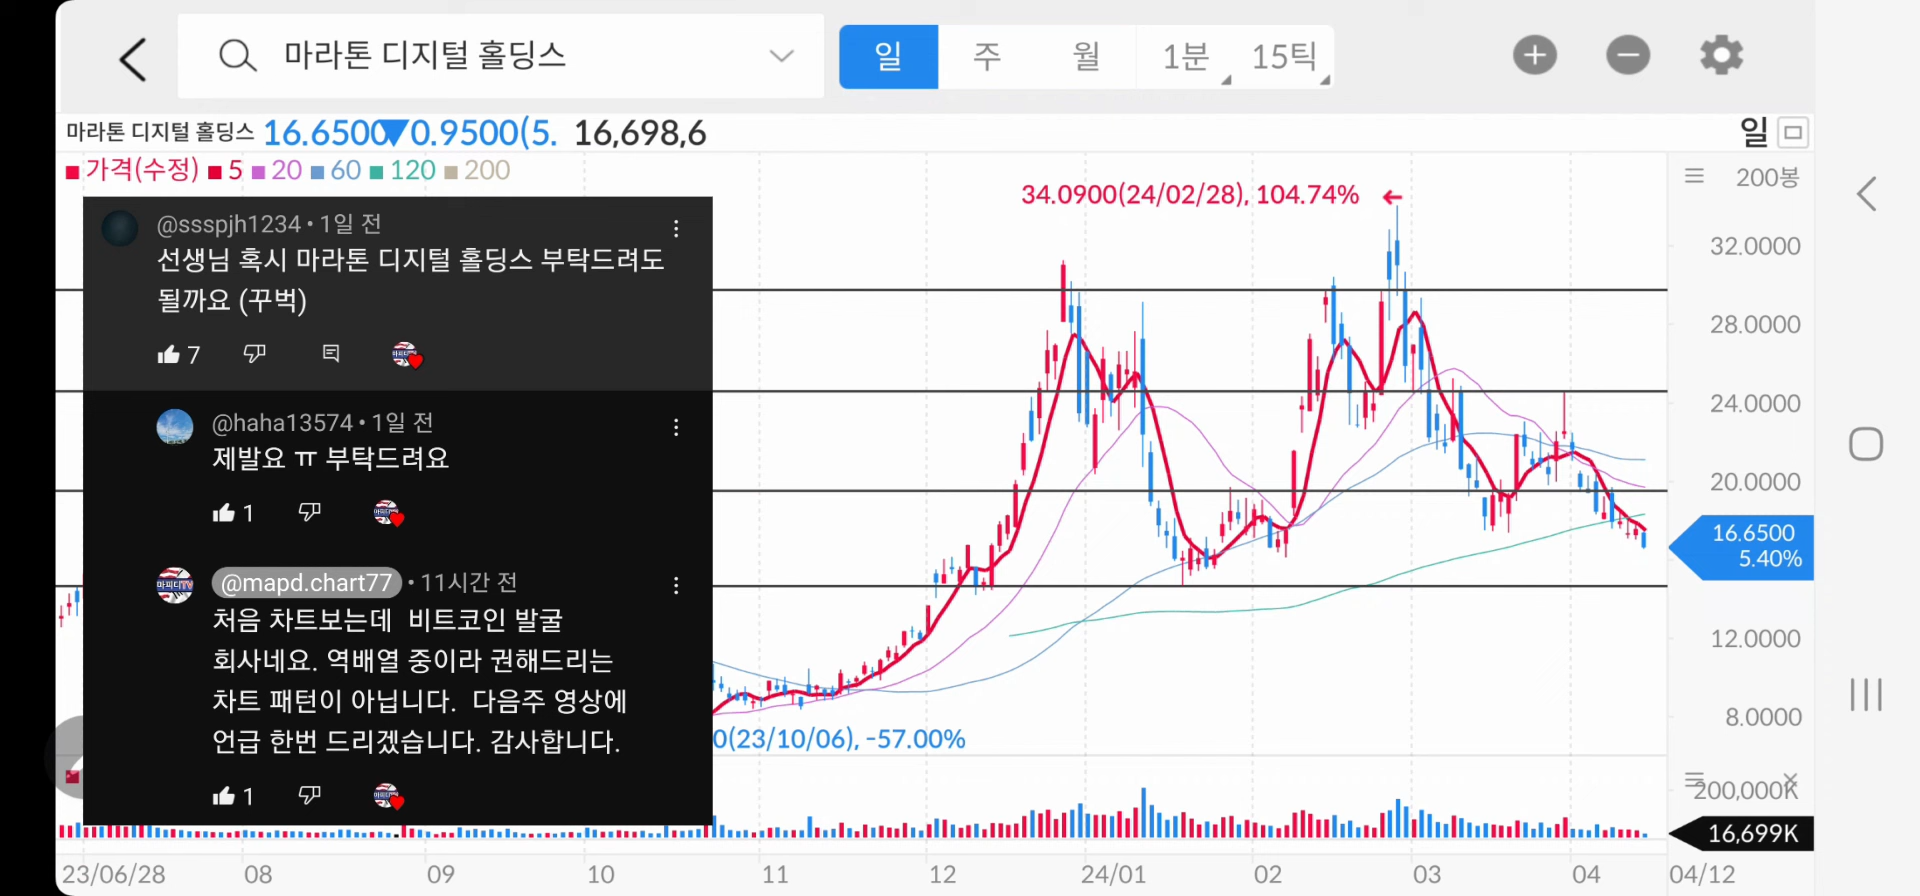 마라톤 디지털 홀딩스
일 주 월 1분 15틱
마라톤 디지털 홀딩스 16.6500▼0.9500(5. 16,698,6
일
가격(수정) 5 20 60 120 200
200봉
@ssspjh1234 • 1일 전
선생님 혹시 마라톤 디지털 홀딩스 부탁드려도
될까요 (꾸벅)
7
@haha13574 • 1일 전
제발요 ㅠ 부탁드려요
1
@mapd.chart77 • 11시간 전
처음 차트보는데 비트코인 발굴
회사네요. 역배열 중이라 권해드리는
차트 패턴이 아닙니다. 다음주 영상에
언급 한번 드리겠습니다. 감사합니다.
1
마피디TV
34.0900(24/02/28), 104.74% ←
0(23/10/06), -57.00%
32.0000
28.0000
24.0000
20.0000
16.6500
5.40%
12.0000
8.0000
200,000K
16,699K
23/06/28 08 09 10 11 12 24/01 02 03 04 04/12